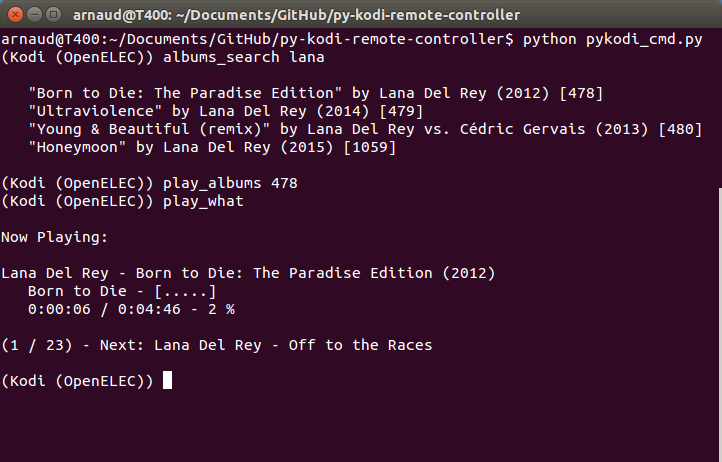 arnaud@T400: ~/Documents/GitHub/py-kodi-remote-controller
arnaud@T400:~/Documents/GitHub/py-kodi-remote-controller$ python pykodi_cmd.py
(Kodi (OpenELEC)) albums_search lana
"Born to Die: The Paradise Edition" by Lana Del Rey (2012) [478]
"Ultraviolence" by Lana Del Rey (2014) [479]
"Young & Beautiful (remix)" by Lana Del Rey vs. Cédric Gervais (2013) [480]
"Honeymoon" by Lana Del Rey (2015) [1059]
(Kodi (OpenELEC)) play_albums 478
(Kodi (OpenELEC)) play_what
Now Playing:
Lana Del Rey - Born to Die: The Paradise Edition (2012)
Born to Die - [.....]
0:00:06 / 0:04:46 - 2 %
(1 / 23) - Next: Lana Del Rey - Off to the Races
(Kodi (OpenELEC))